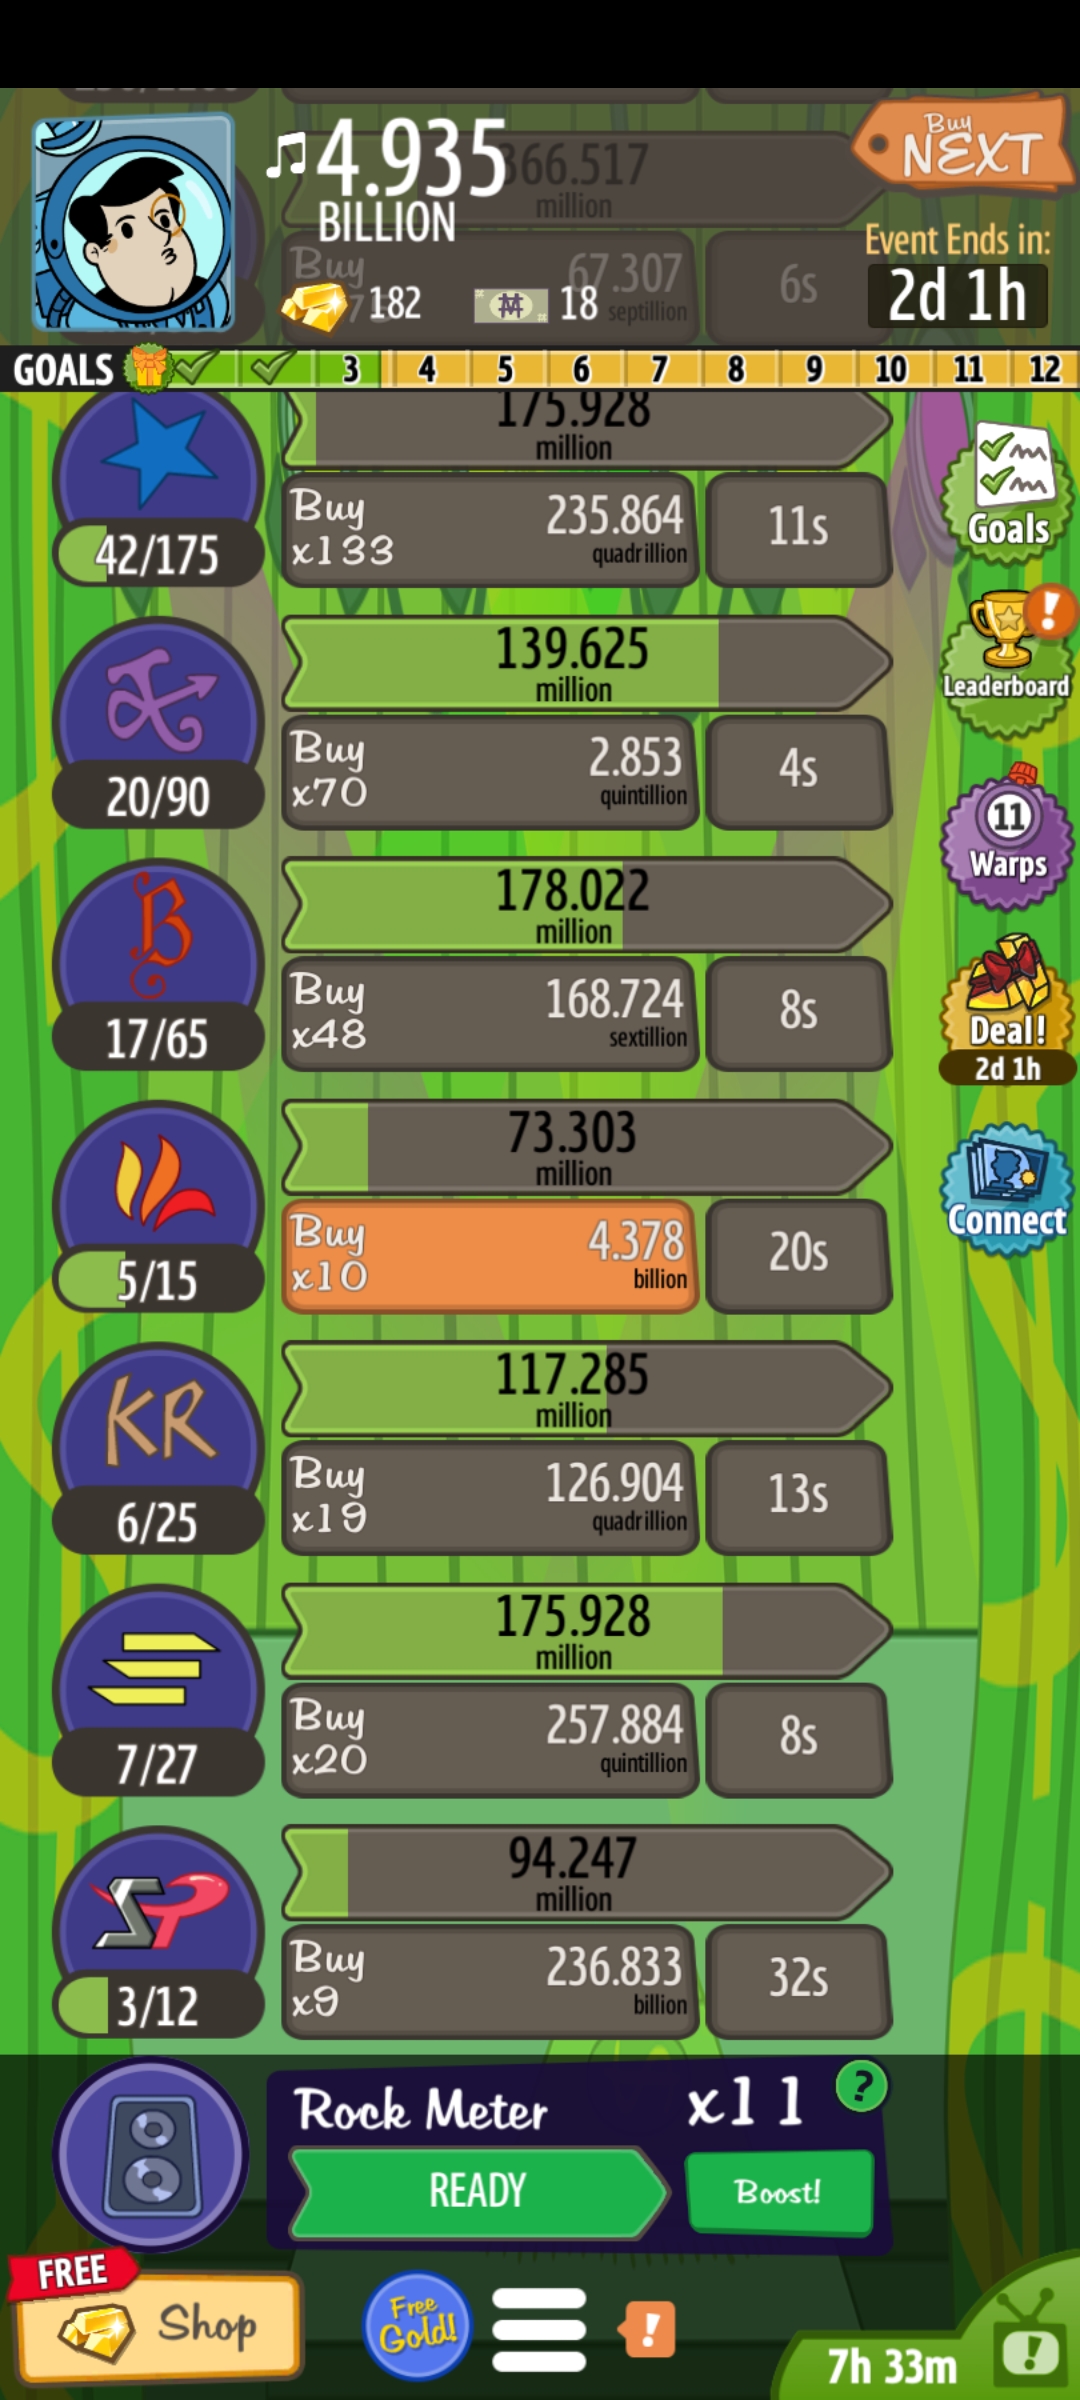 4.935
BILLION
366.517
million
Buy
NEXT
Event Ends in:
2d 1h
Buy
67.307
septillion
6s
182
18
GOALS
3 4 5 6 7 8 9 10 11 12
175.928
million
42/175
Buy
x133
235.864
quadrillion
11s
Goals
139.625
million
20/90
Buy
x70
2.853
quintillion
4s
!
Leaderboard
178.022
million
B
17/65
Buy
x48
168.724
sextillion
8s
11
Warps
Deal!
2d 1h
73.303
million
5/15
Buy
x10
4.378
billion
20s
Connect
117.285
million
KR
6/25
Buy
x19
126.904
quadrillion
13s
175.928
million
7/27
Buy
x20
257.884
quintillion
8s
94.247
million
SP
3/12
Buy
x9
236.833
billion
32s
Rock Meter
x11
?
READY
Boost!
FREE
Shop
Free
Gold!
!
7h 33m
!